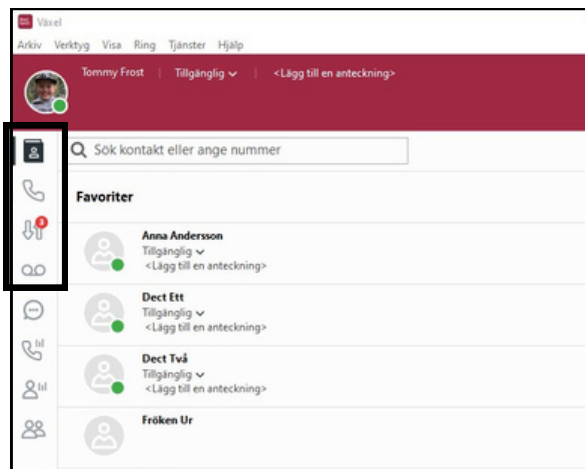 Växel
Arkiv Verktyg Visa Ring Tjänster Hjälp
Tommy Frost | Tillgänglig | <Lägg till en anteckning>
Sök kontakt eller ange nummer
Favoriter
3
Anna Andersson
Tillgänglig
<Lägg till en anteckning>
Dect Ett
Tillgänglig
<Lägg till en anteckning>
Dect Två
Tillgänglig
<Lägg till en anteckning>
Fröken Ur